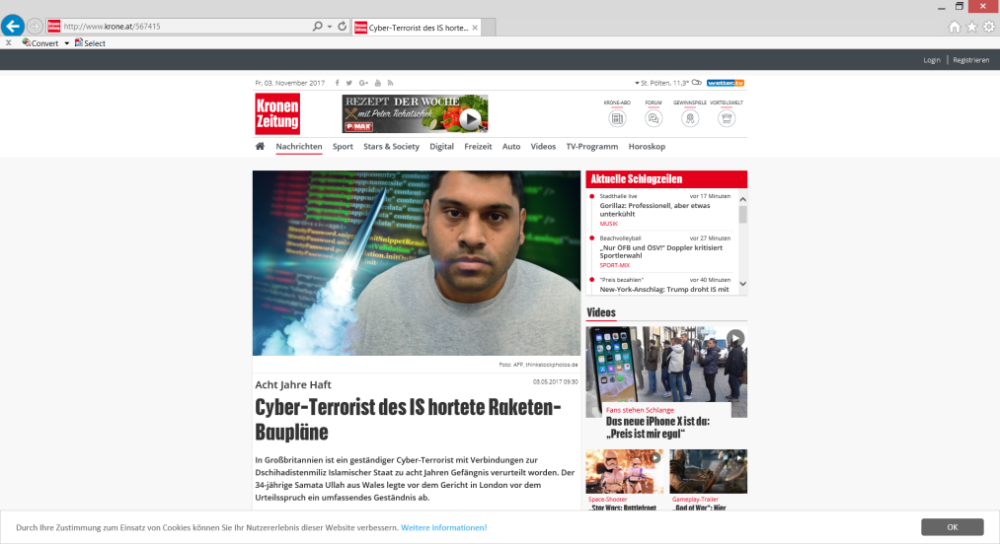 http://www.krone.at/567415
Cyber-Terrorist des IS horte...
x Convert Select
Login | Registrieren
Fr, 03. November 2017
St. Pölten, 11,3° wetter.tv
Kronen
Zeitung
REZEPT DER WOCHE
mit Peter Tichatschek
P.MAX
KRONE-ABO FORUM GEWINNSPIELE VORTEILSWELT
Nachrichten Sport Stars & Society Digital Freizeit Auto Videos TV-Programm Horoskop
Foto: AFP, thinkstockphotos.de
Acht Jahre Haft
03.05.2017 09:30
Cyber-Terrorist des IS hortete Raketen-
Baupläne
In Großbritannien ist ein geständiger Cyber-Terrorist mit Verbindungen zur
Dschihadistenmiliz Islamischer Staat zu acht Jahren Gefängnis verurteilt worden. Der
34-jährige Samata Ullah aus Wales legte vor dem Gericht in London vor dem
Urteilsspruch ein umfassendes Geständnis ab.
Aktuelle Schlagzeilen
Stadthalle live vor 17 Minuten
Gorillaz: Professionell, aber etwas
unterkühlt
MUSIK
Beachvolleyball vor 27 Minuten
„Nur ÖFB und ÖSV!" Doppler kritisiert
Sportlerwahl
SPORT-MIX
"Preis bezahlen" vor 40 Minuten
New-York-Anschlag: Trump droht IS mit
Videos
Fans stehen Schlange
Das neue iPhone X ist da:
„Preis ist mir egal"
Space-Shooter
„Star Wars: Battlefront
Gameplay-Trailer
„God of War": Hier
Durch Ihre Zustimmung zum Einsatz von Cookies können Sie Ihr Nutzererlebnis dieser Website verbessern. Weitere Informationen!
OK